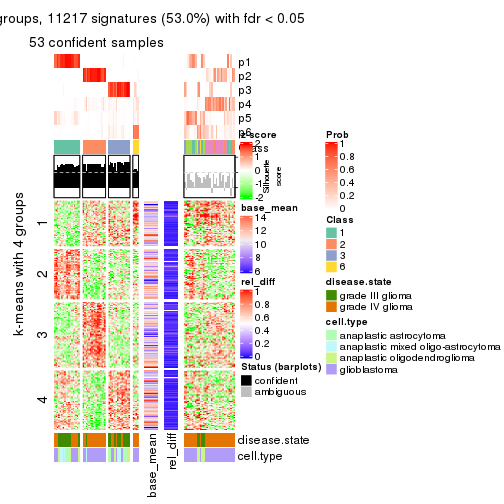 groups, 11217 signatures (53.0%) with fdr < 0.05
53 confident samples
p1
p2
p3
p4
p5
p6
z-score
2
1
0
-1
-2
Silhouette
score
base_mean
14
12
10
8
6
rel_diff
1
0.8
0.6
0.4
0.2
0
Status (barplots)
confident
ambiguous
Prob
1
0.8
0.6
0.4
0.2
0
Class
1
2
3
6
disease.state
grade III glioma
grade IV glioma
cell.type
anaplastic astrocytoma
anaplastic mixed oligo-astrocytoma
anaplastic oligodendroglioma
glioblastoma
k-means with 4 groups
1
2
3
4
disease.state
cell.type
base_mean
rel_diff